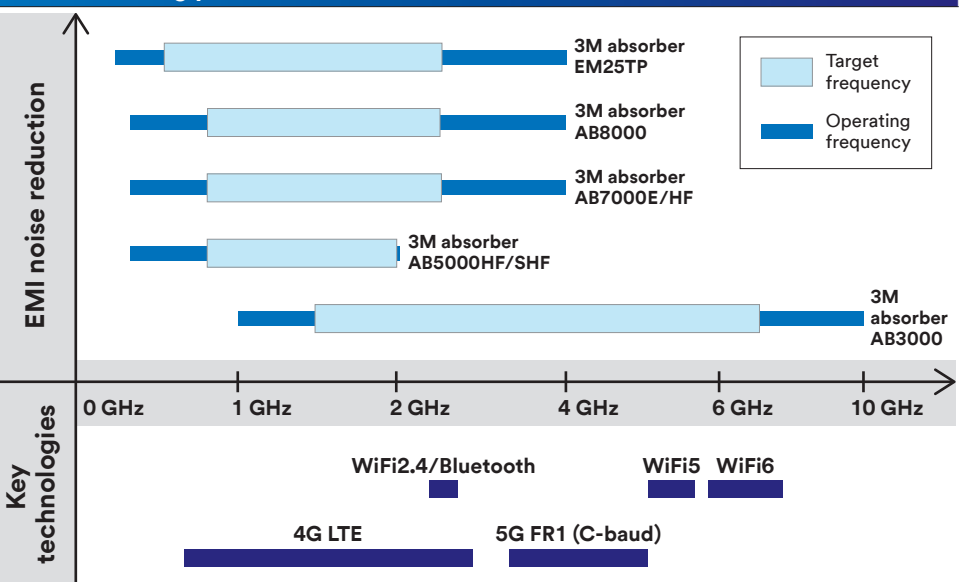 EMI noise reduction
3M absorber
EM25TP
3M absorber
AB8000
3M absorber
AB7000E/HF
3M absorber
AB5000HF/SHF
3M
absorber
AB3000
Target
frequency
Operating
frequency
0 GHz
1 GHz
2 GHz
4 GHz
6 GHz
10 GHz
Key
technologies
WiFi2.4/Bluetooth
WiFi5
WiFi6
4G LTE
5G FR1 (C-baud)